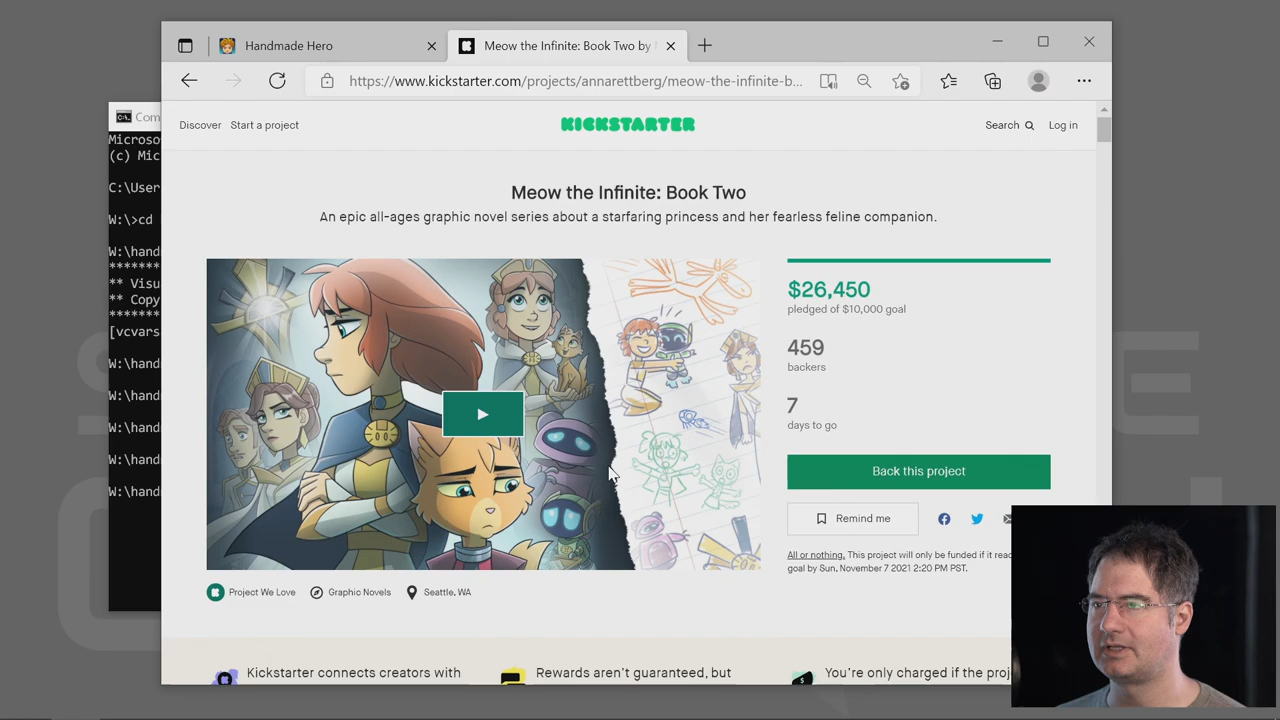 Handmade Hero
Meow the Infinite: Book Two by
https://www.kickstarter.com/projects/annarettberg/meow-the-infinite-b...
Com
Microso
(c) Mic
C:\User
W:\>cd
W:\hand
********
** Visu
** Copy
********
[vcvars
W:\hand
W:\hand
W:\hand
W:\hand
W:\hand
Discover Start a project
KICKSTARTER
Search Log in
Meow the Infinite: Book Two
An epic all-ages graphic novel series about a starfaring princess and her fearless feline companion.
$26,450
pledged of $10,000 goal
459
backers
7
days to go
Back this project
Remind me
All or nothing. This project will only be funded if it reac
goal by Sun, November 7 2021 2:20 PM PST.
Project We Love Graphic Novels Seattle, WA
Kickstarter connects creators with
Rewards aren't guaranteed, but
You're only charged if the proj